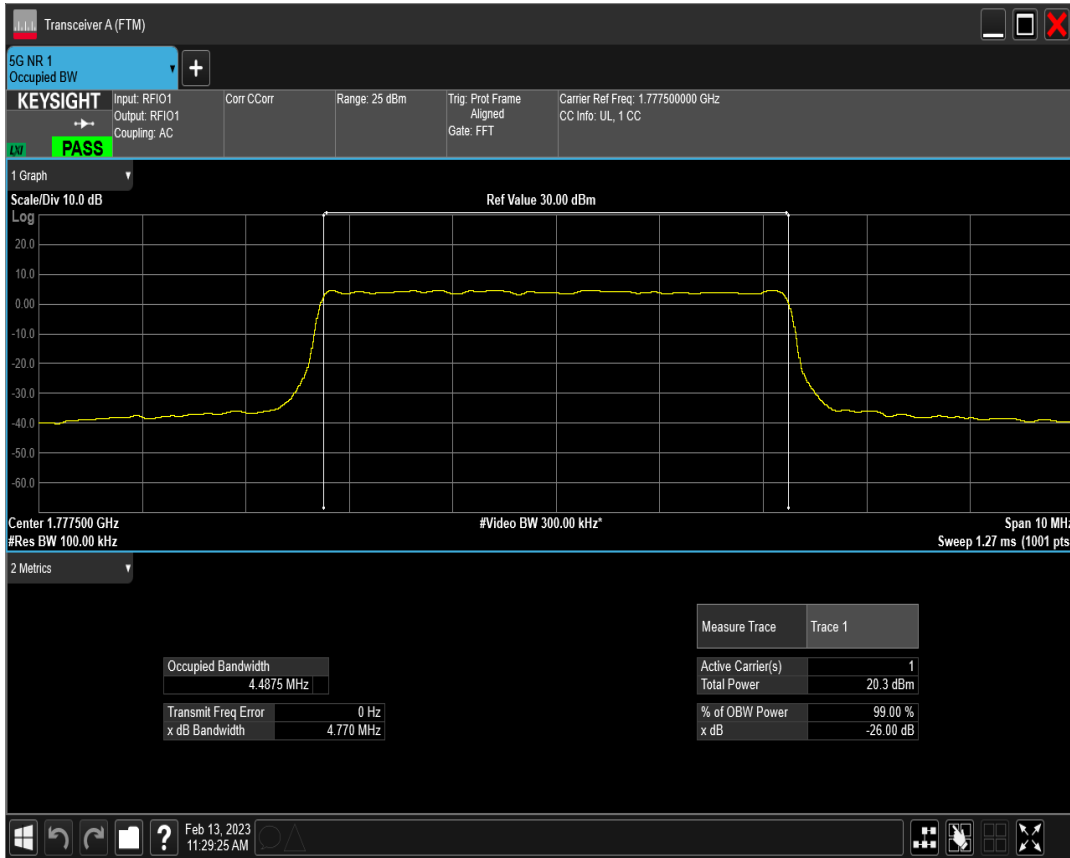 Transceiver A (FTM)
5G NR 1
Occupied BW
+
KEYSIGHT
Input: RFIO1
Output: RFIO1
Coupling: AC
Corr CCorr
Range: 25 dBm
Trig: Prot Frame
Aligned
Gate: FFT
Carrier Ref Freq: 1.777500000 GHz
CC Info: UL, 1 CC
LXI
PASS
1 Graph
Scale/Div 10.0 dB
Ref Value 30.00 dBm
Log
20.0
10.0
0.00
-10.0
-20.0
-30.0
-40.0
-50.0
-60.0
Center 1.777500 GHz
#Video BW 300.00 kHz*
Span 10 MHz
#Res BW 100.00 kHz
Sweep 1.27 ms (1001 pts
2 Metrics
Measure Trace
Trace 1
Occupied Bandwidth
4.4875 MHz
Active Carrier(s)
1
Total Power
20.3 dBm
Transmit Freq Error
0 Hz
x dB Bandwidth
4.770 MHz
% of OBW Power
99.00 %
x dB
-26.00 dB
?
Feb 13, 2023
11:29:25 AM